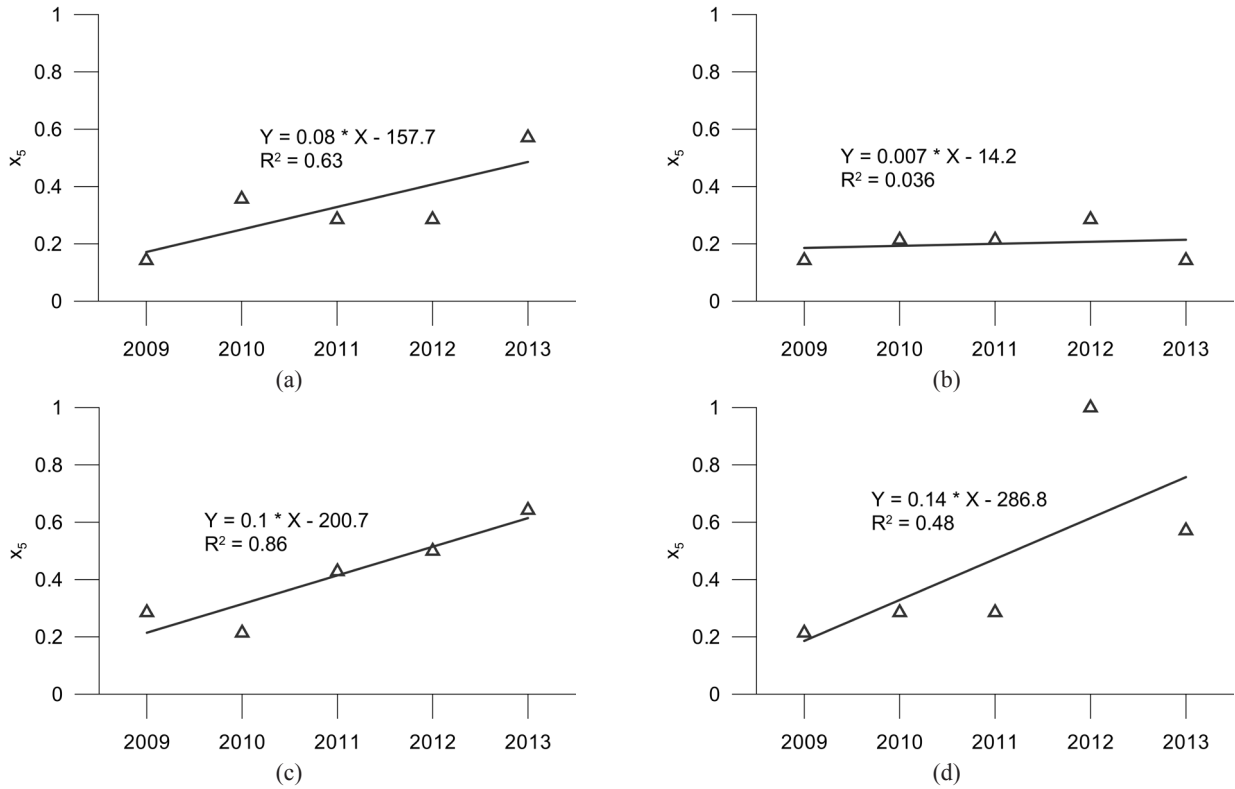 1
0.8
0.6
0.4
0.2
0
x₅
Y = 0.08 * X - 157.7
R² = 0.63
2009 2010 2011 2012 2013
(a)
1
0.8
0.6
0.4
0.2
0
x₅
Y = 0.007 * X - 14.2
R² = 0.036
2009 2010 2011 2012 2013
(b)
1
0.8
0.6
0.4
0.2
0
x₅
Y = 0.1 * X - 200.7
R² = 0.86
2009 2010 2011 2012 2013
(c)
1
0.8
0.6
0.4
0.2
0
x₅
Y = 0.14 * X - 286.8
R² = 0.48
2009 2010 2011 2012 2013
(d)